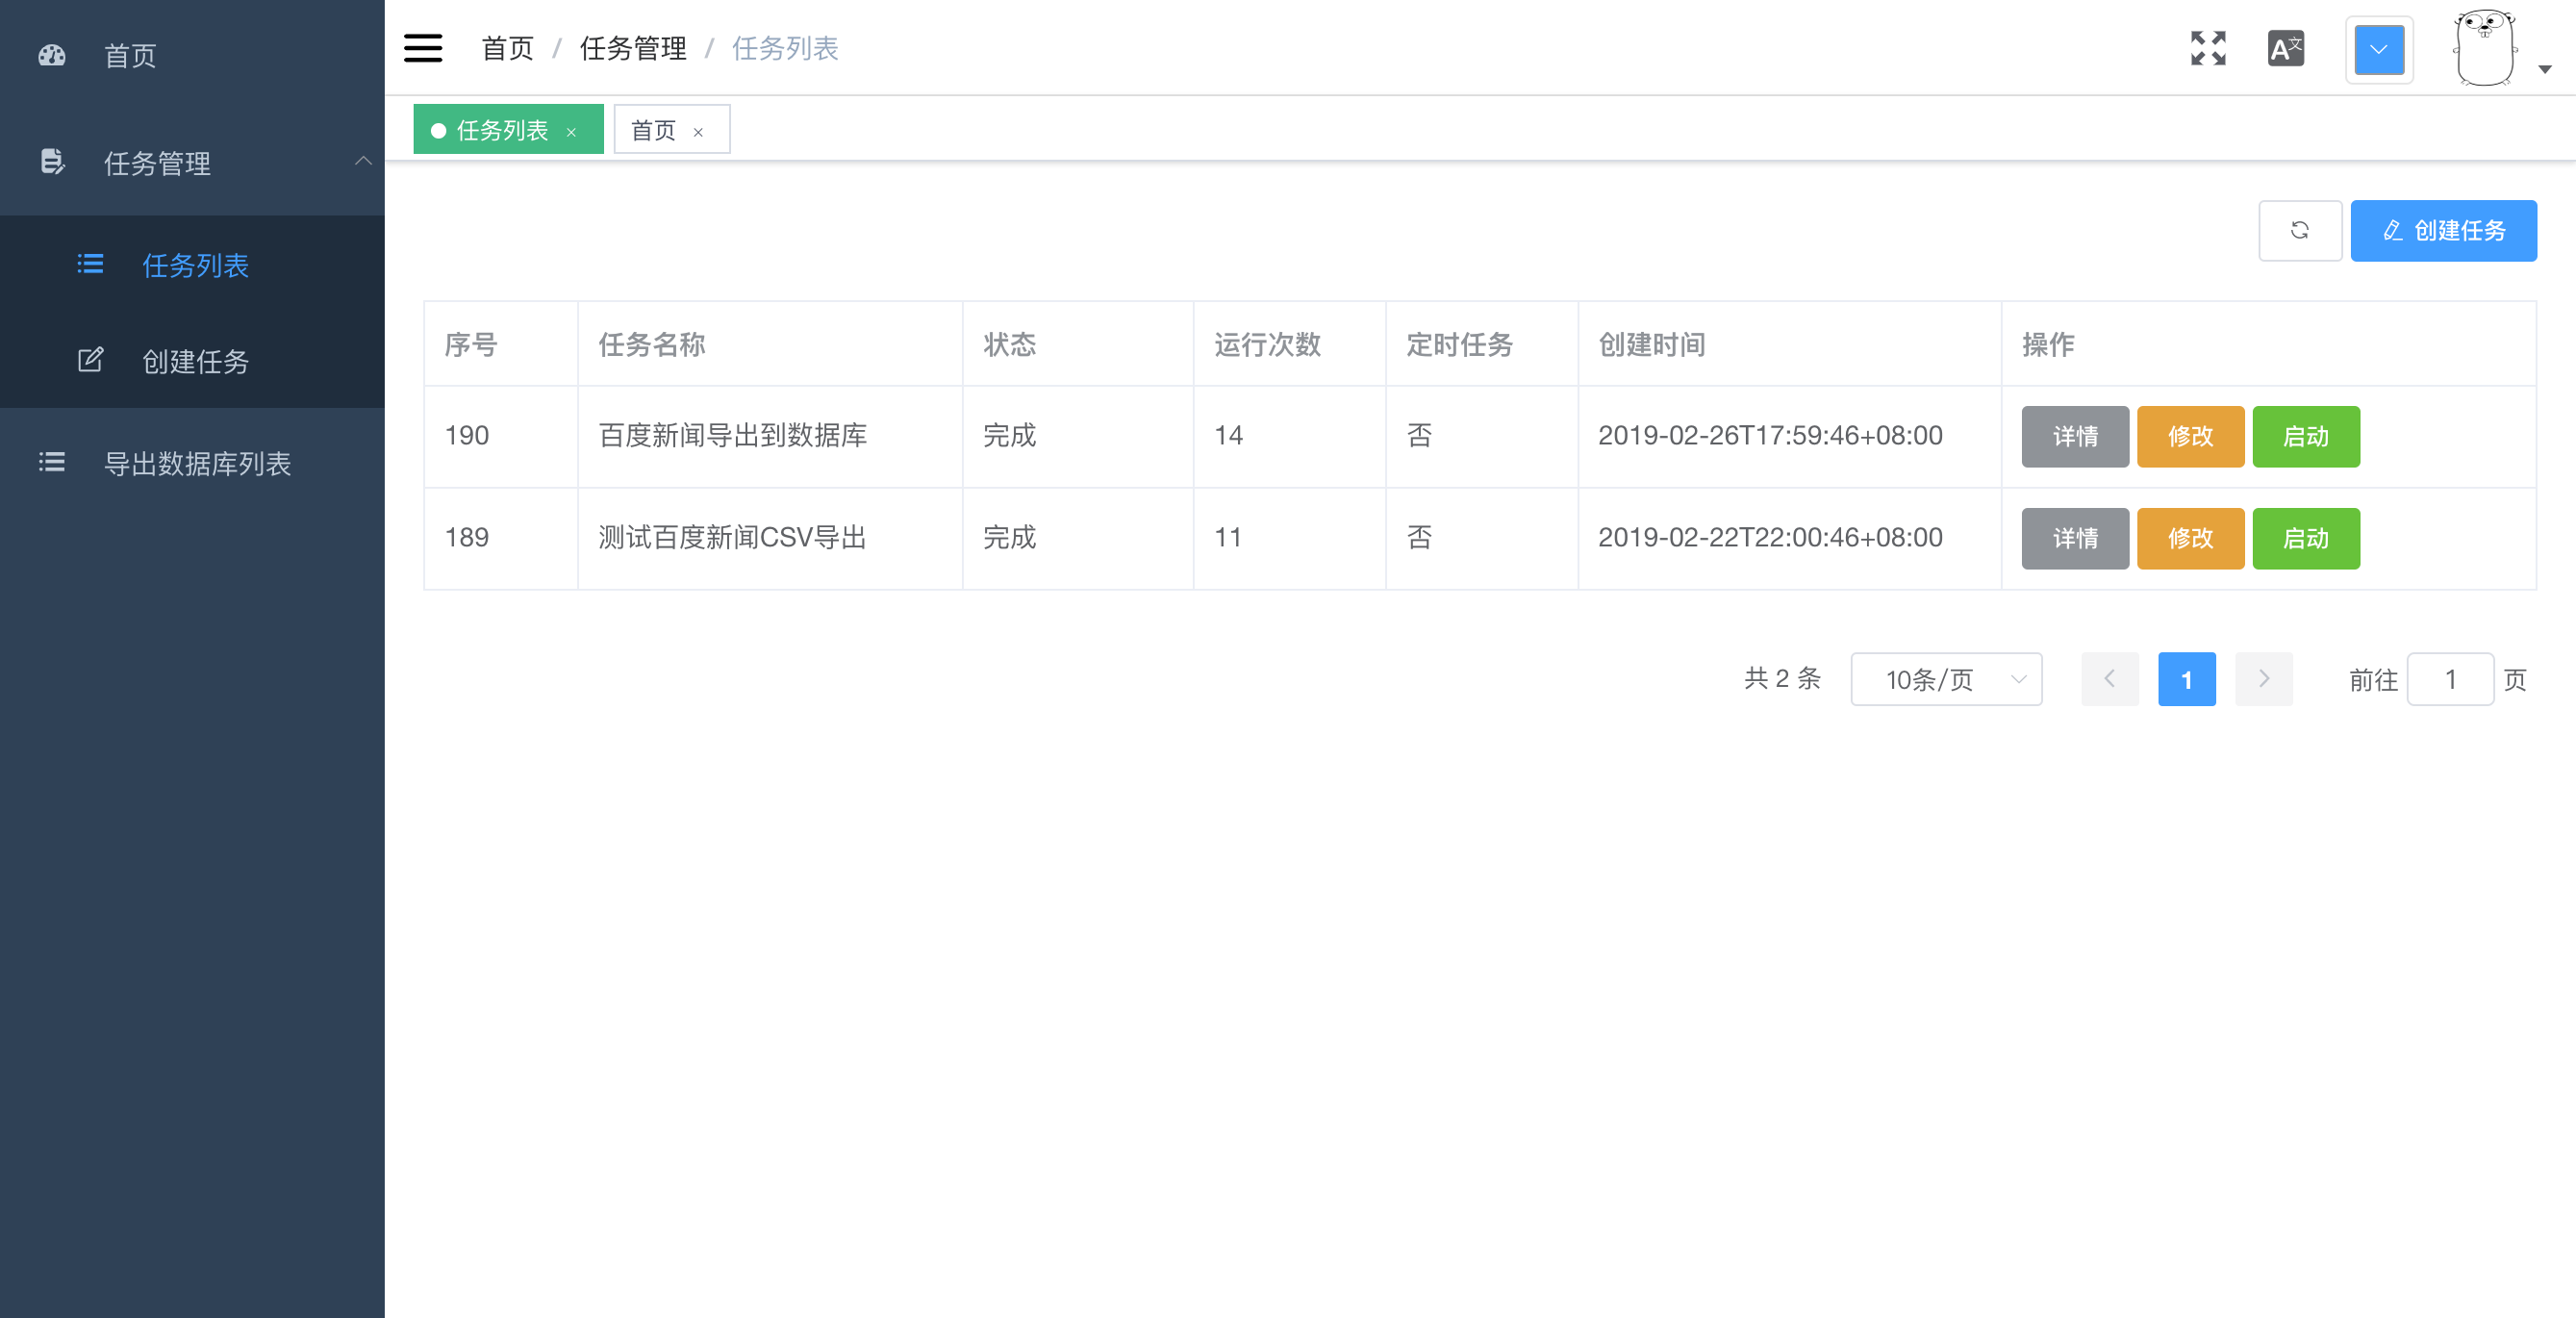 首页
任务管理
任务列表
创建任务
导出数据库列表
首页 / 任务管理 / 任务列表
A文
任务列表 × 首页 ×
创建任务
序号 任务名称 状态 运行次数 定时任务 创建时间 操作
190 百度新闻导出到数据库 完成 14 否 2019-02-26T17:59:46+08:00 详情 修改 启动
189 测试百度新闻CSV导出 完成 11 否 2019-02-22T22:00:46+08:00 详情 修改 启动
共 2 条 10条/页 1 前往 1 页